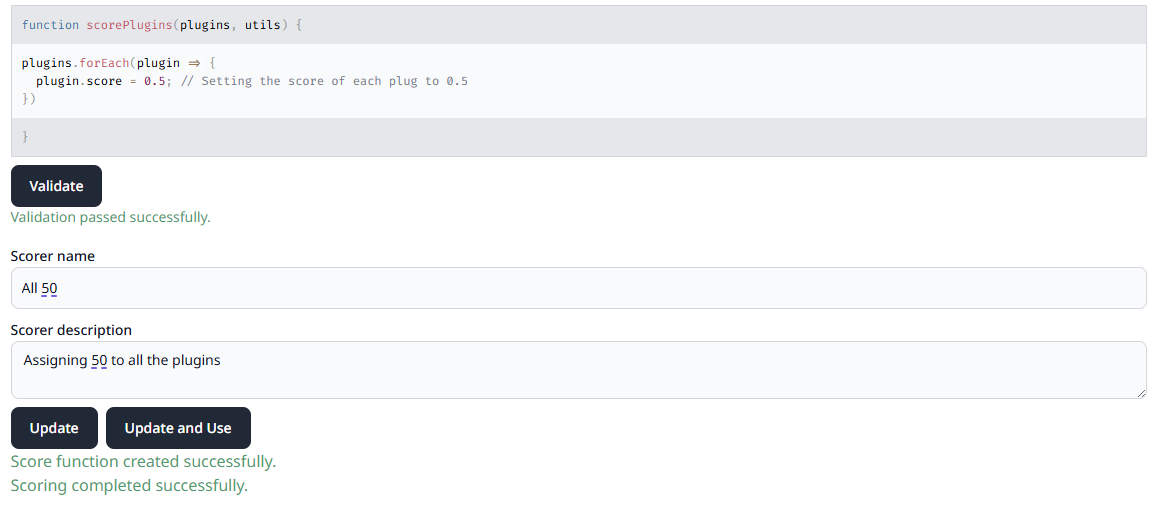 function scorePlugins(plugins, utils) {
plugins.forEach(plugin => {
plugin.score = 0.5; // Setting the score of each plug to 0.5
})
}
Validate
Validation passed successfully.
Scorer name
All 50
Scorer description
Assigning 50 to all the plugins
Update Update and Use
Score function created successfully.
Scoring completed successfully.